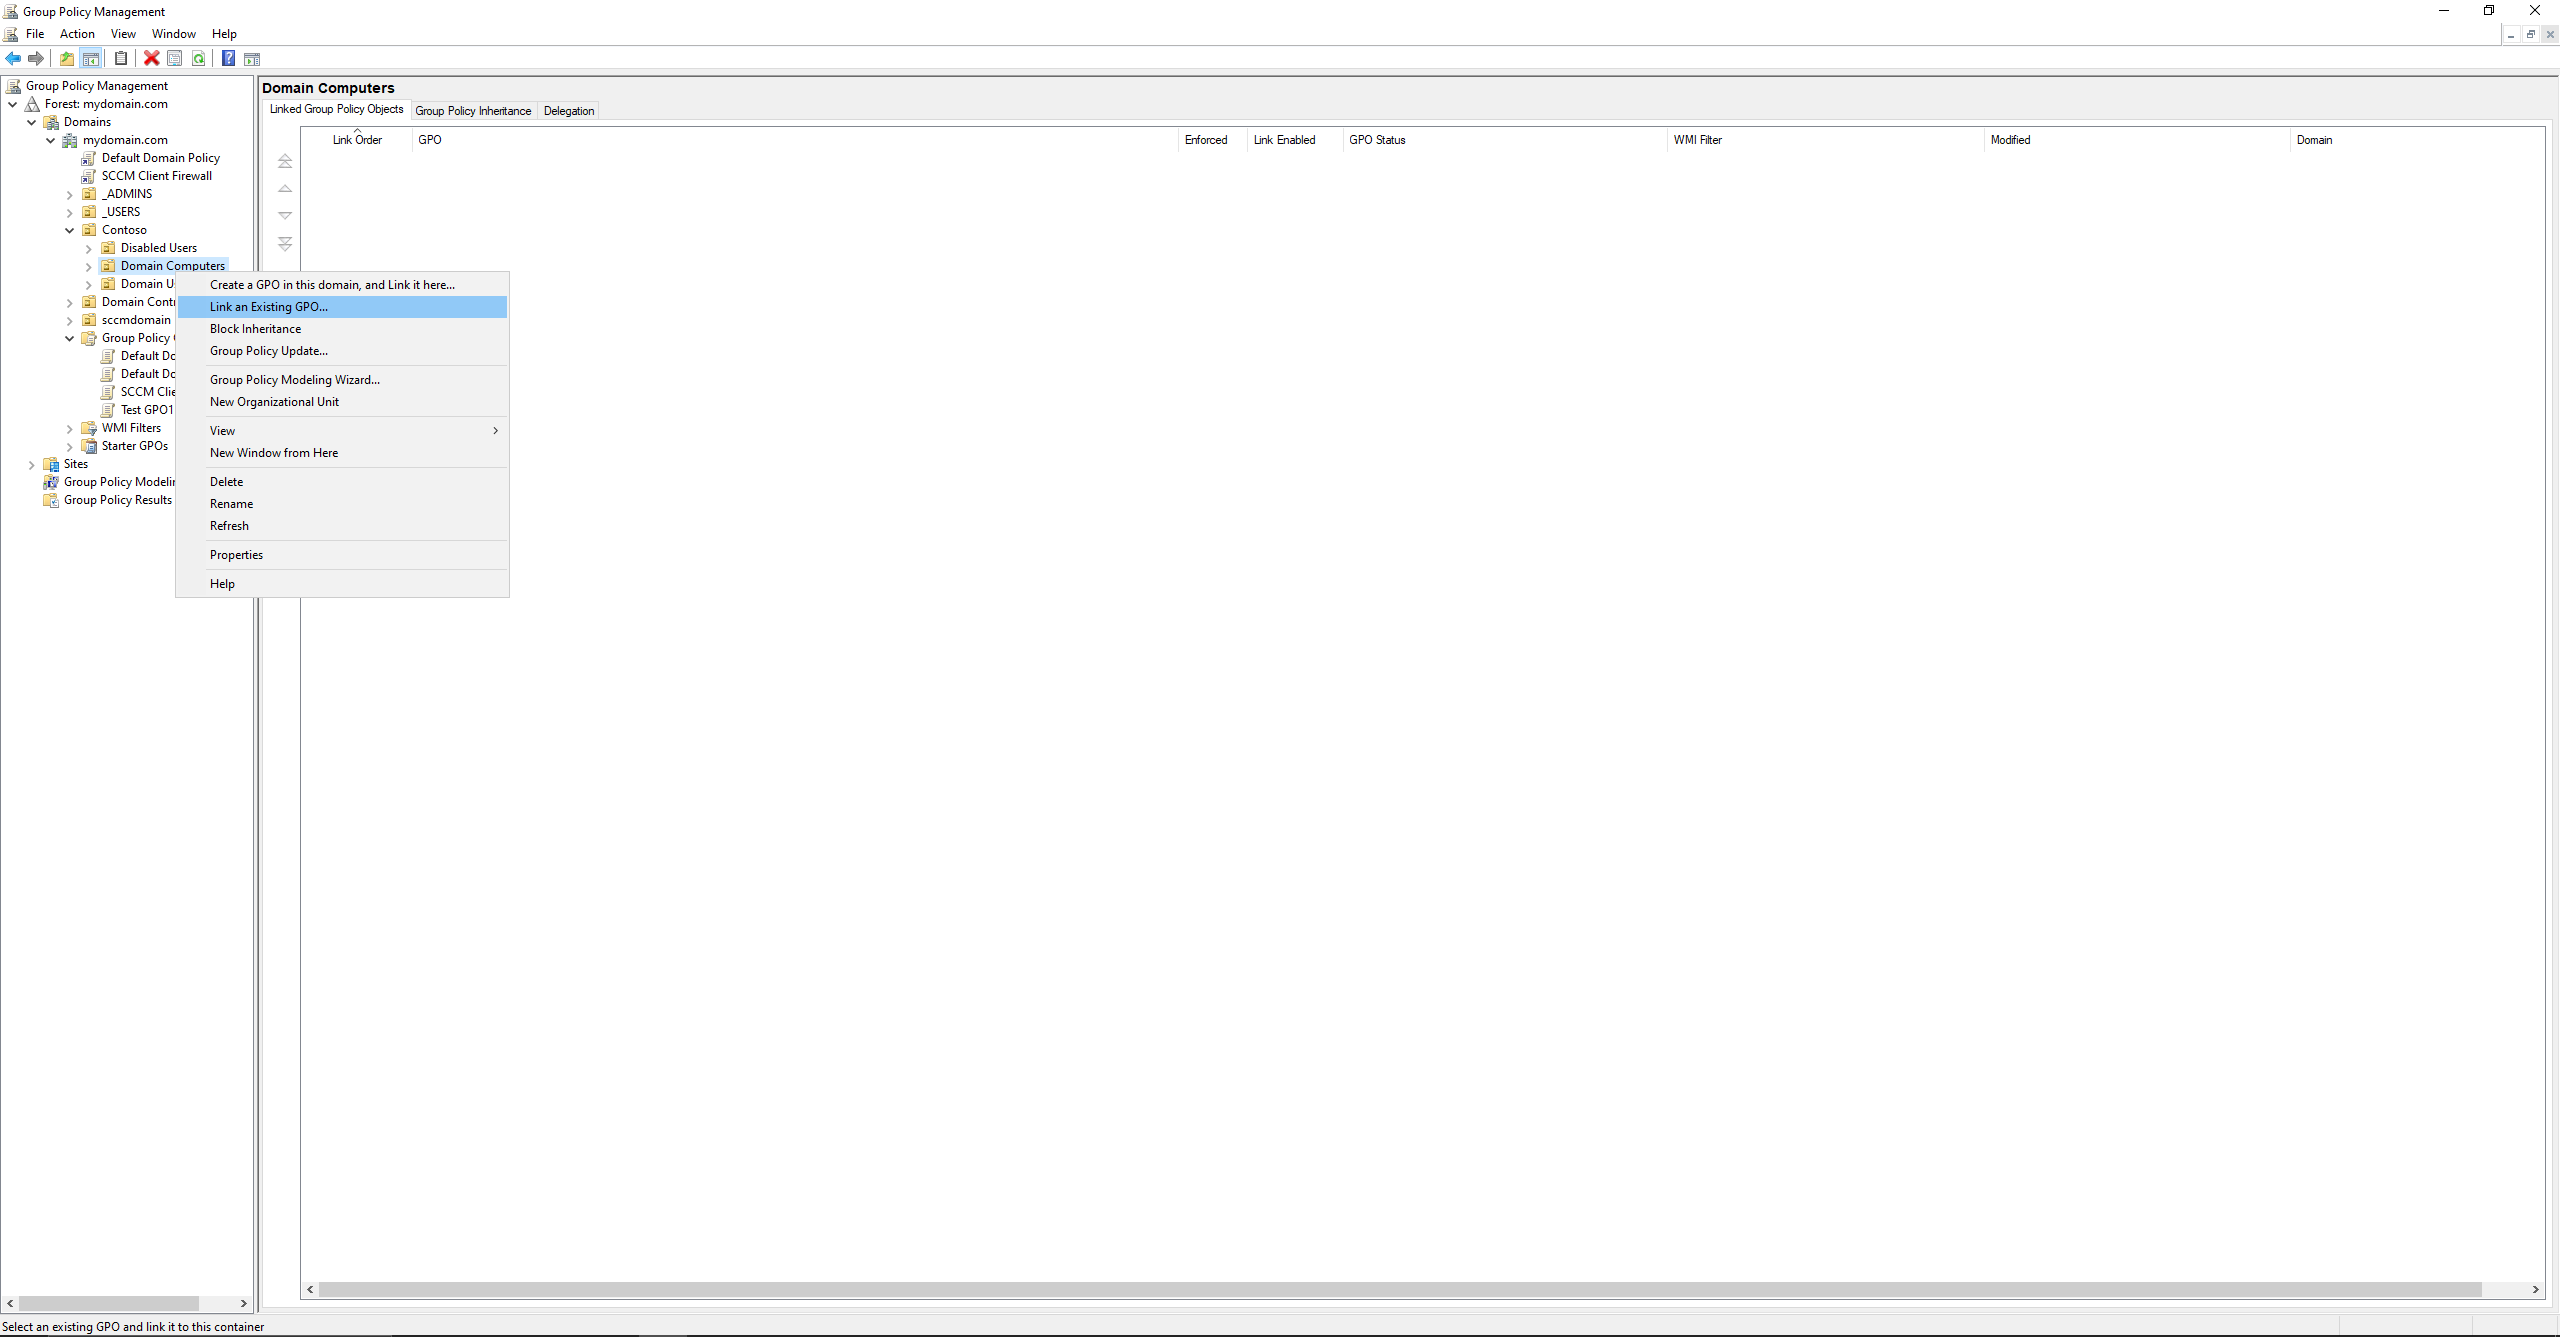 Group Policy Management
File Action View Window Help
Group Policy Management
Forest: mydomain.com
Domains
mydomain.com
Default Domain Policy
SCCM Client Firewall
_ADMINS
_USERS
Contoso
Disabled Users
Domain Computers
Domain U
Domain Cont
sccmdomain
Group Policy
Default Do
Default Do
SCCM Clie
Test GPO1
WMI Filters
Starter GPOs
Sites
Group Policy Modelin
Group Policy Results
Create a GPO in this domain, and Link it here...
Link an Existing GPO...
Block Inheritance
Group Policy Update...
Group Policy Modeling Wizard...
New Organizational Unit
View
New Window from Here
Delete
Rename
Refresh
Properties
Help
Domain Computers
Linked Group Policy Objects Group Policy Inheritance Delegation
Link Order GPO Enforced Link Enabled GPO Status WMI Filter Modified Domain
Select an existing GPO and link it to this container